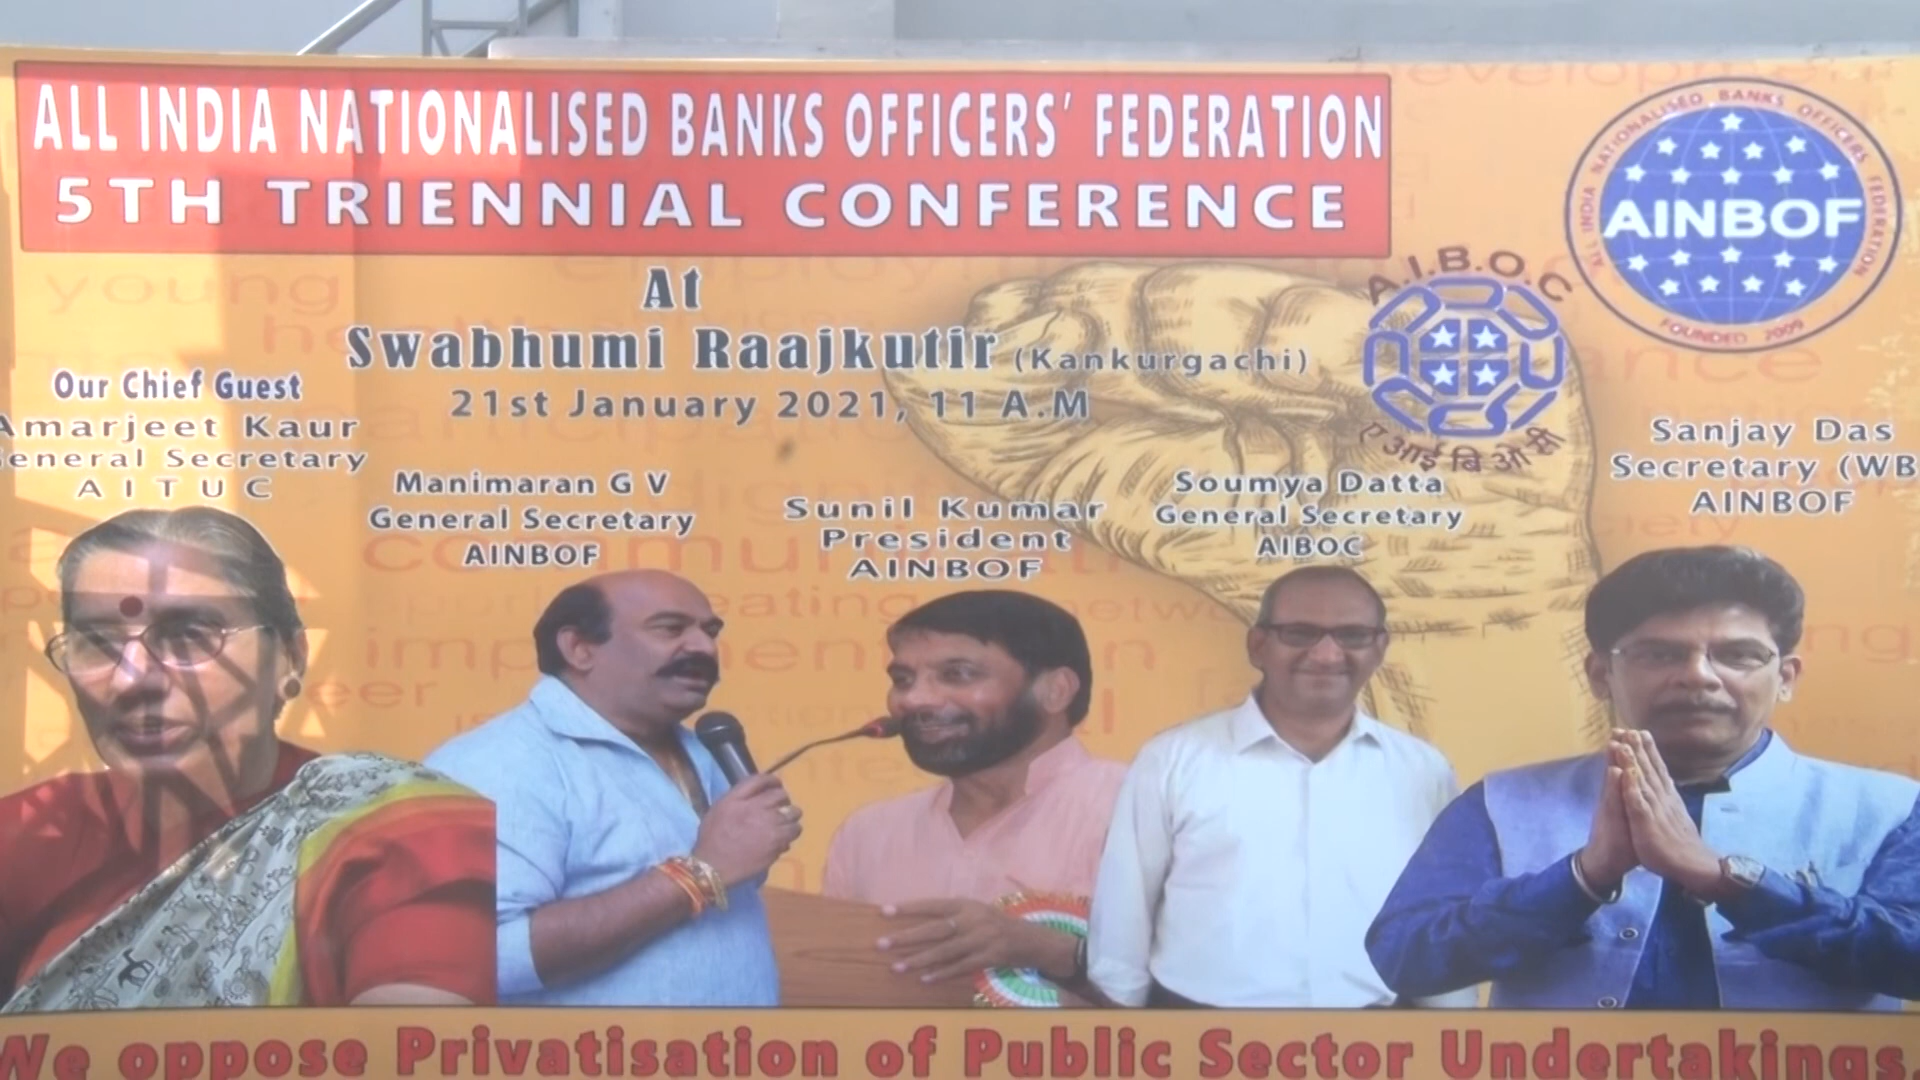 ALL INDIA NATIONALISED BANKS OFFICERS' FEDERATION
5TH TRIENNIAL CONFERENCE
ALL INDIA NATIONALISED BANKS OFFICERS FEDERATION
AINBOF
FOUNDED 2009
At
Swabhumi Raajkutir (Kankurgachi)
21st January 2021, 11 A.M
A.I.B.O.C
ए आई बि ओ सी
Our Chief Guest
Amarjeet Kaur
General Secretary
AITUC
Manimaran G V
General Secretary
AINBOF
Sunil Kumar
President
AINBOF
Soumya Datta
General Secretary
AIBOC
Sanjay Das
Secretary (WB
AINBOF
We oppose Privatisation of Public Sector Undertakings.